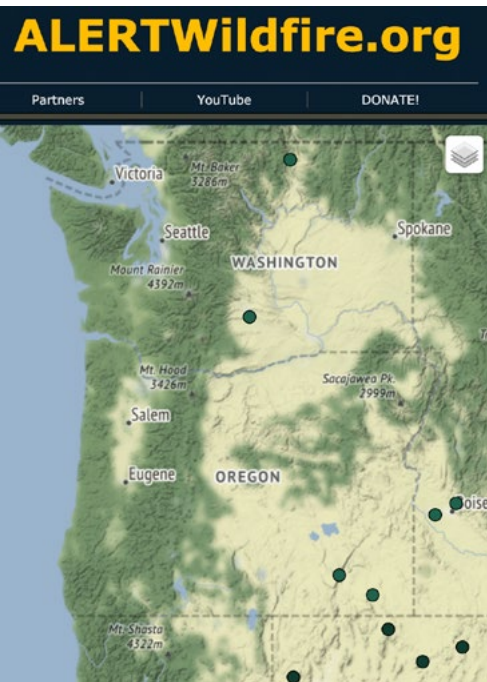 ALERTWildfire.org
Partners
YouTube
DONATE!
Mt. Baker
3286m
Victoria
Seattle
Spokane
WASHINGTON
Mount Rainier
4392m
Mt. Hood
3426m
Sacajawea Pk.
2999m
Salem
Eugene
OREGON
oise
Mt. Shasta
4322m